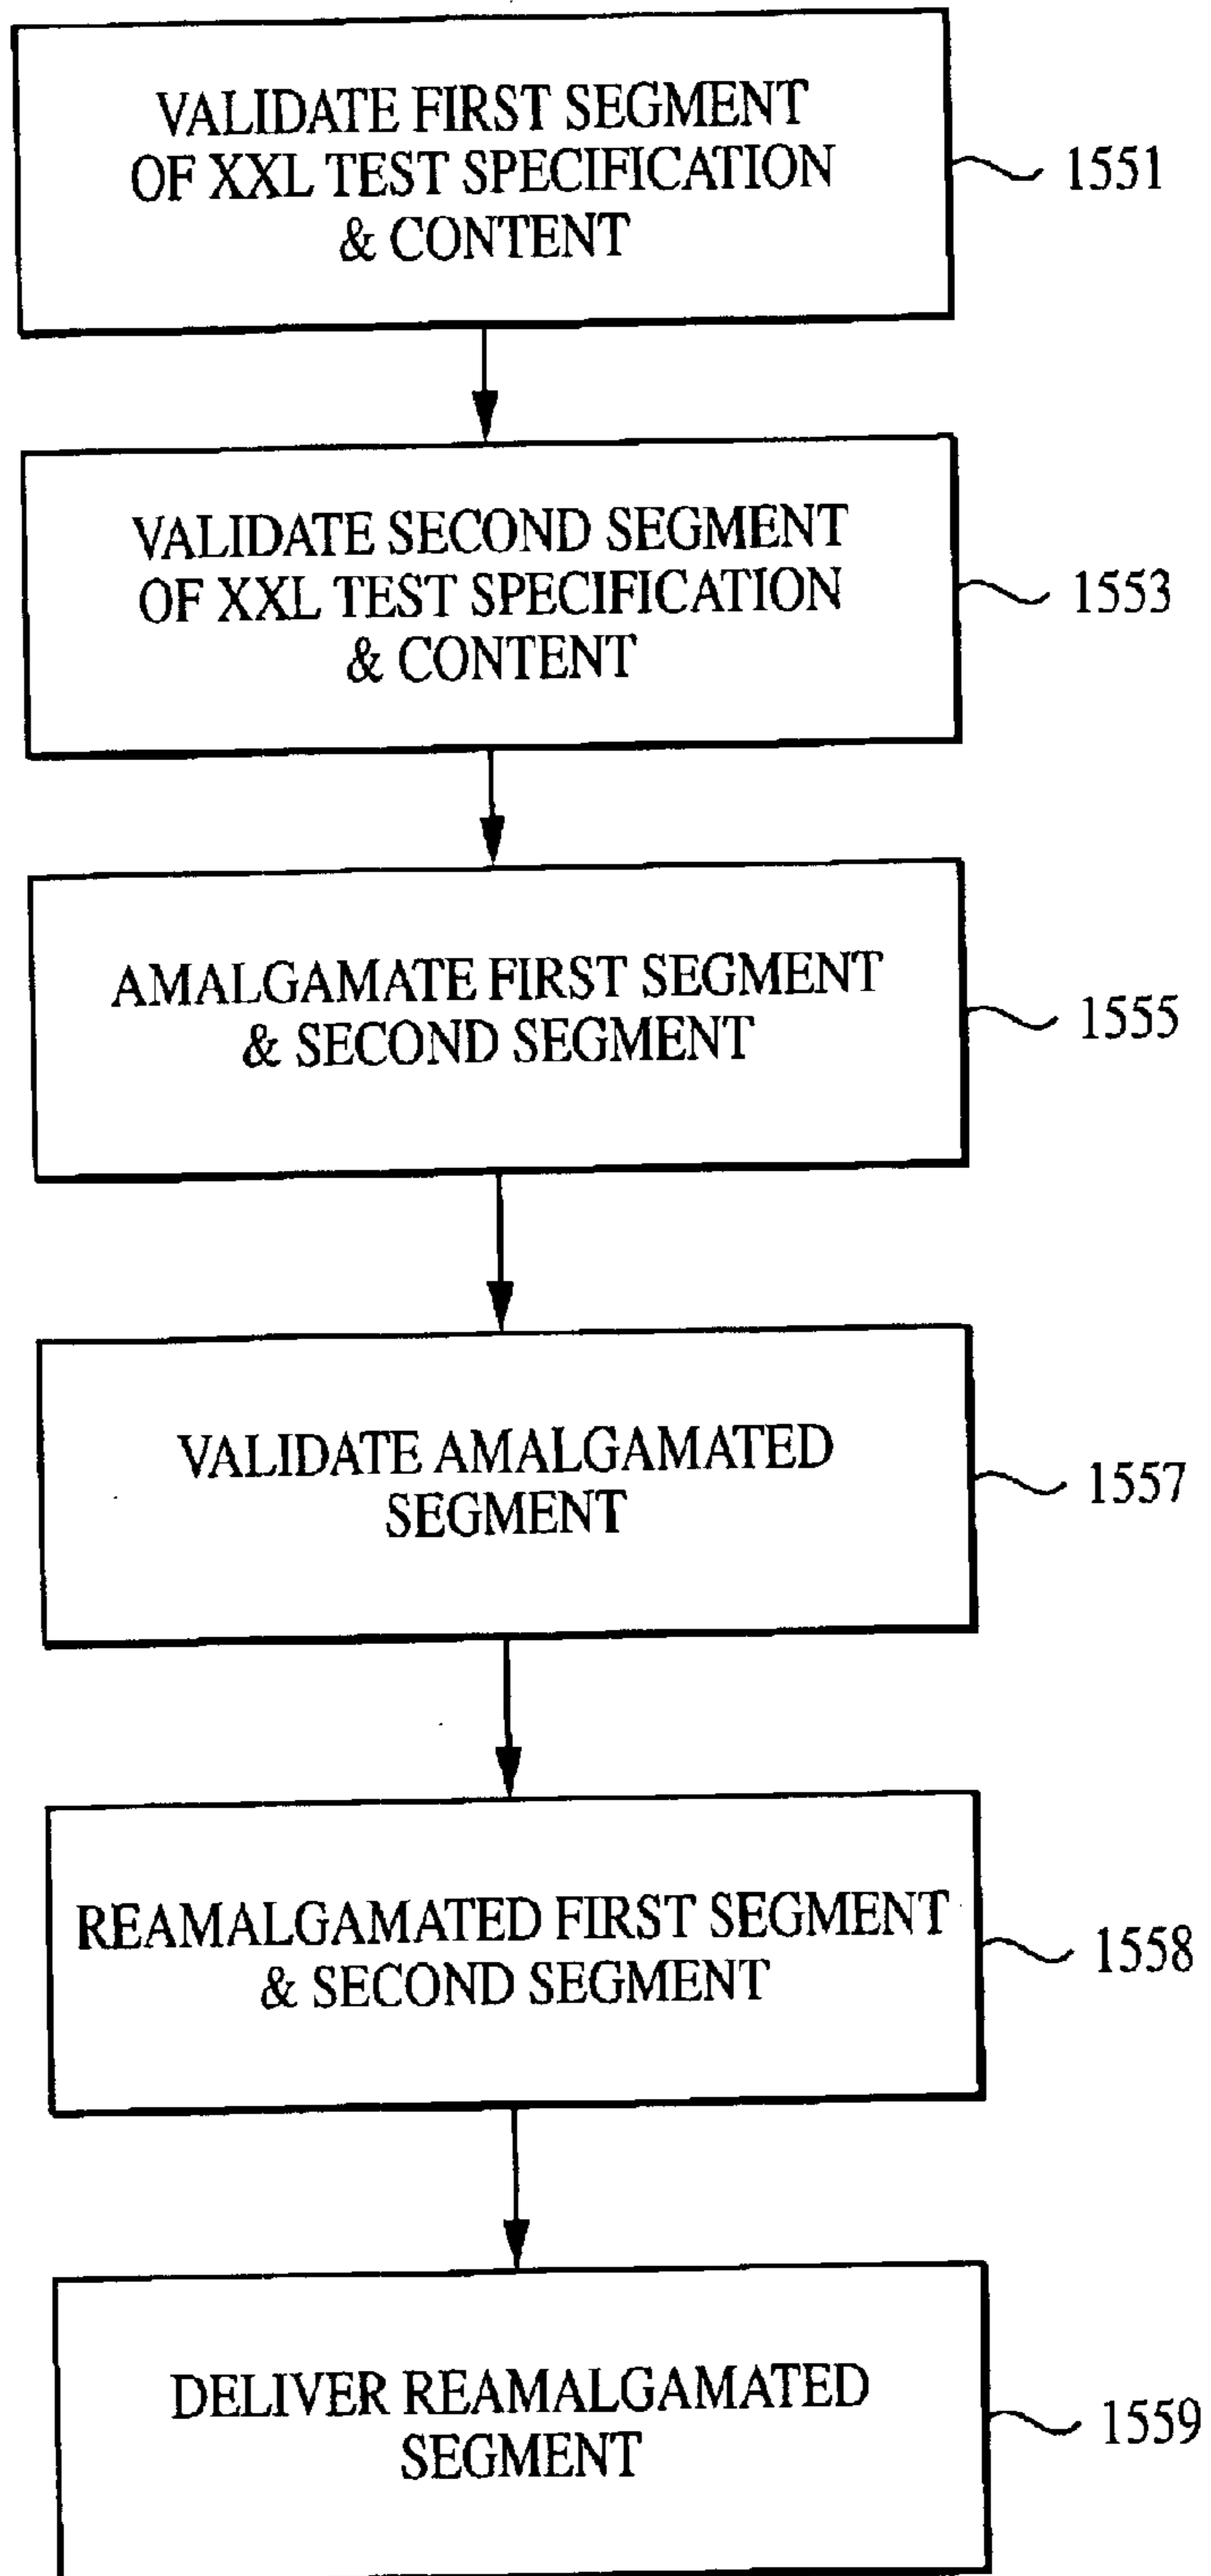 VALIDATE FIRST SEGMENT
OF XXL TEST SPECIFICATION
& CONTENT
1551
VALIDATE SECOND SEGMENT
OF XXL TEST SPECIFICATION
& CONTENT
1553
AMALGAMATE FIRST SEGMENT
& SECOND SEGMENT
1555
VALIDATE AMALGAMATED
SEGMENT
1557
REAMALGAMATED FIRST SEGMENT
& SECOND SEGMENT
1558
DELIVER REAMALGAMATED
SEGMENT
1559